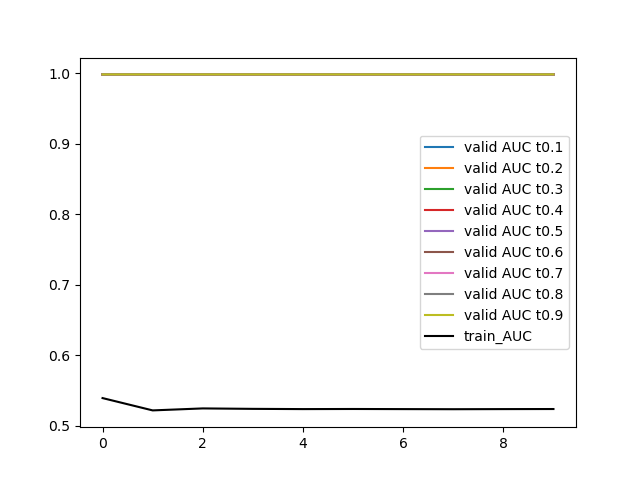 1.0
0.9
0.8
0.7
0.6
0.5
0
2
4
6
8
valid AUC t0.1
valid AUC t0.2
valid AUC t0.3
valid AUC t0.4
valid AUC t0.5
valid AUC t0.6
valid AUC t0.7
valid AUC t0.8
valid AUC t0.9
train_AUC